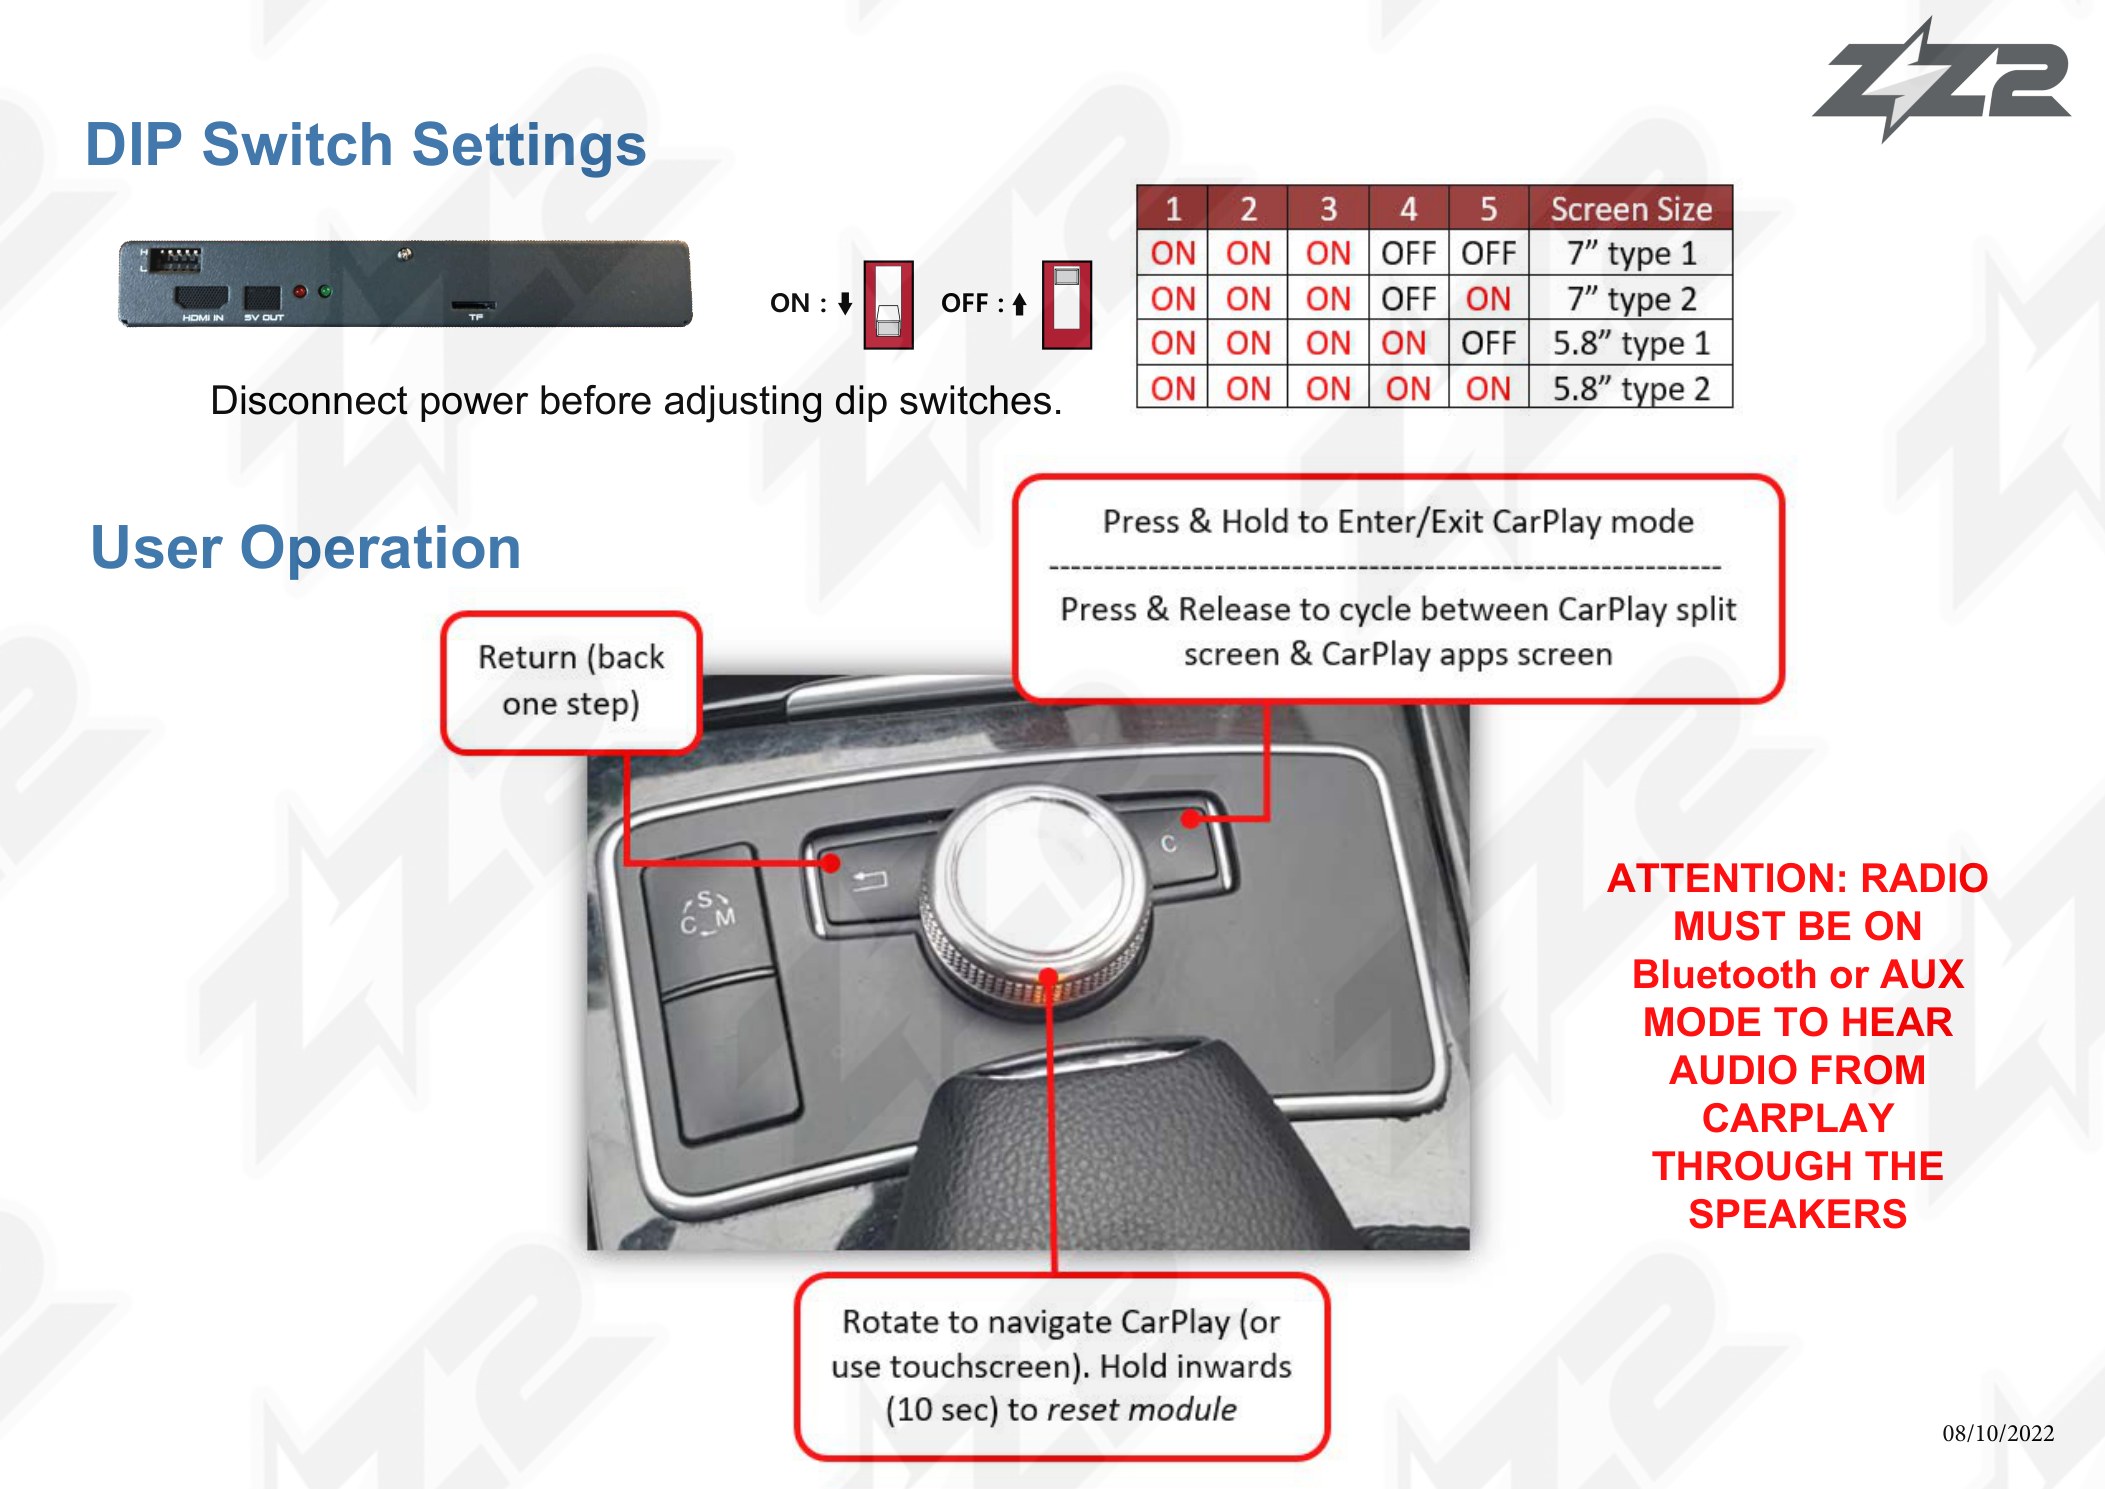 ZZ2
DIP Switch Settings
H
L
HDMI IN
5V OUT
TF
ON :
OFF :
1 2 3 4 5 Screen Size
ON ON ON OFF OFF 7” type 1
ON ON ON OFF ON 7” type 2
ON ON ON ON OFF 5.8” type 1
ON ON ON ON ON 5.8” type 2
Disconnect power before adjusting dip switches.
User Operation
Press & Hold to Enter/Exit CarPlay mode
Press & Release to cycle between CarPlay split
screen & CarPlay apps screen
Return (back
one step)
C
S
C M
ATTENTION: RADIO
MUST BE ON
Bluetooth or AUX
MODE TO HEAR
AUDIO FROM
CARPLAY
THROUGH THE
SPEAKERS
Rotate to navigate CarPlay (or
use touchscreen). Hold inwards
(10 sec) to reset module
08/10/2022